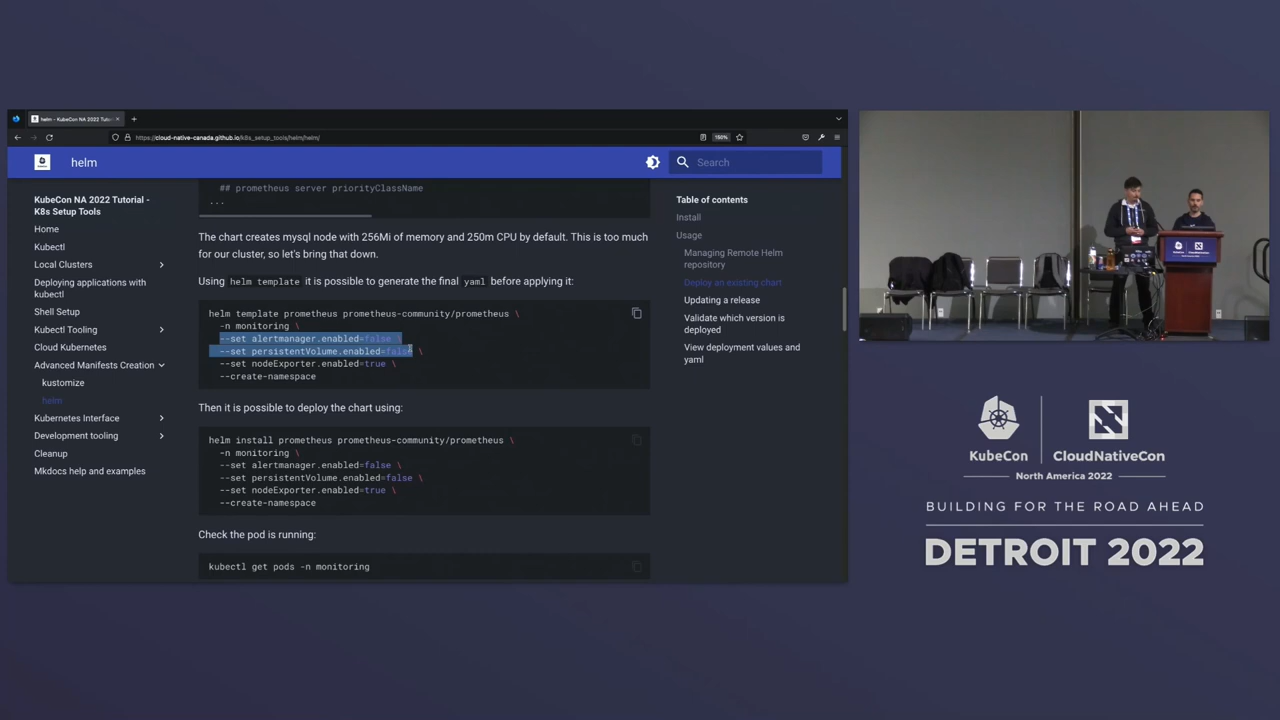 helm - KubeCon NA 2022 Tutor
https://cloud-native-canada.github.io/k8s_setup_tools/helm/helm/
150%
helm
Search
KubeCon NA 2022 Tutorial -
K8s Setup Tools
Home
Kubectl
Local Clusters
Deploying applications with
kubectl
Shell Setup
Kubectl Tooling
Cloud Kubernetes
Advanced Manifests Creation
kustomize
helm
Kubernetes Interface
Development tooling
Cleanup
Mkdocs help and examples
## prometheus server priorityClassName
...
The chart creates mysql node with 256Mi of memory and 250m CPU by default. This is too much
for our cluster, so let's bring that down.
Using helm template it is possible to generate the final yaml before applying it:
helm template prometheus prometheus-community/prometheus \
-n monitoring \
--set alertmanager.enabled=false \
--set persistentVolume.enabled=false \
--set nodeExporter.enabled=true \
--create-namespace
Then it is possible to deploy the chart using:
helm install prometheus prometheus-community/prometheus \
-n monitoring \
--set alertmanager.enabled=false \
--set persistentVolume.enabled=false \
--set nodeExporter.enabled=true \
--create-namespace
Check the pod is running:
kubectl get pods -n monitoring
Table of contents
Install
Usage
Managing Remote Helm
repository
Deploy an existing chart
Updating a release
Validate which version is
deployed
View deployment values and
yaml
KubeCon
CloudNativeCon
North America 2022
BUILDING FOR THE ROAD AHEAD
DETROIT 2022